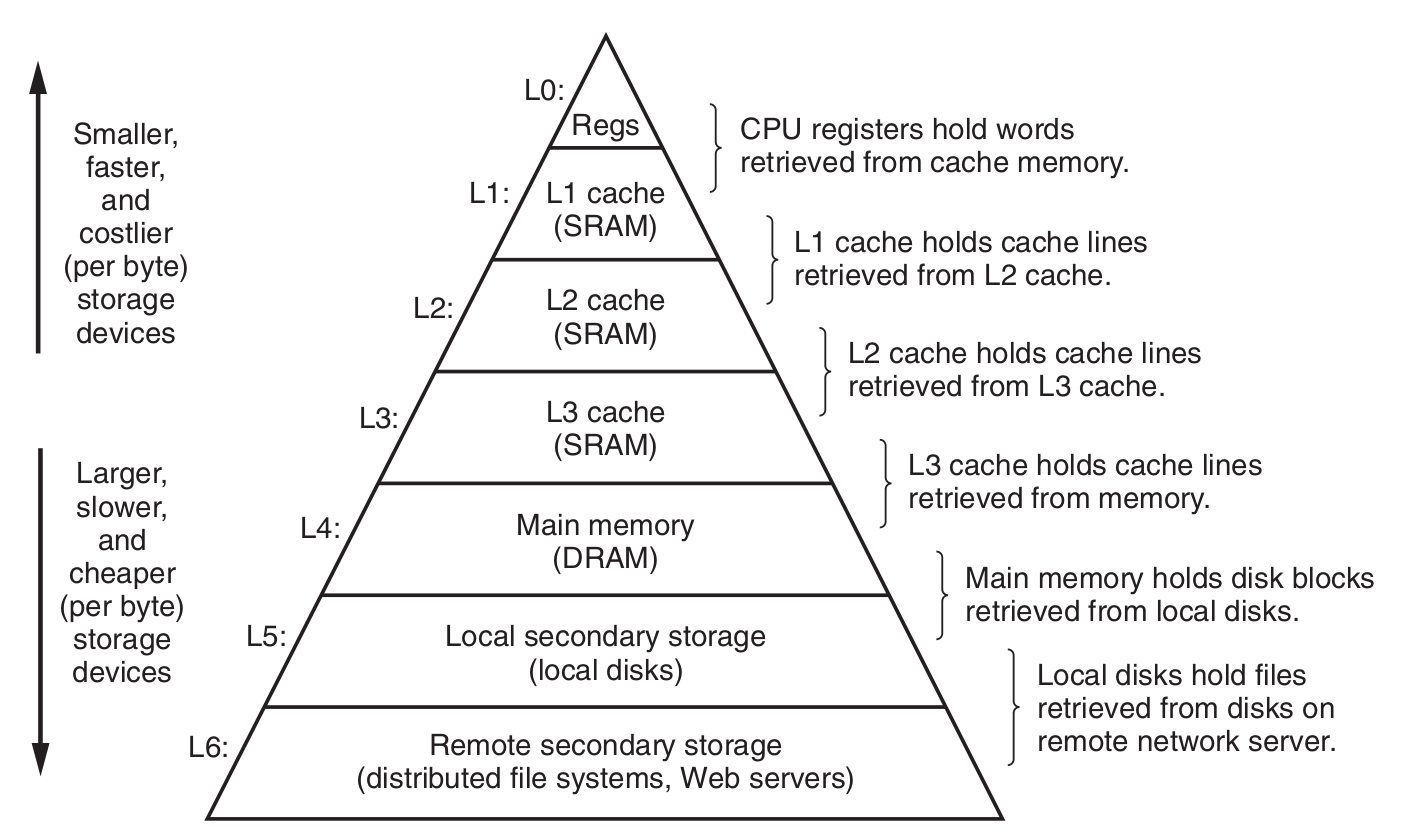 L0:
Regs
CPU registers hold words
retrieved from cache memory.
Smaller,
faster,
and
costlier
(per byte)
storage
devices
L1:
L1 cache
(SRAM)
L1 cache holds cache lines
retrieved from L2 cache.
L2:
L2 cache
(SRAM)
L2 cache holds cache lines
retrieved from L3 cache.
L3:
L3 cache
(SRAM)
L3 cache holds cache lines
retrieved from memory.
Larger,
slower,
and
cheaper
(per byte)
storage
devices
L4:
Main memory
(DRAM)
Main memory holds disk blocks
retrieved from local disks.
L5:
Local secondary storage
(local disks)
Local disks hold files
retrieved from disks on
remote network server.
L6:
Remote secondary storage
(distributed file systems, Web servers)